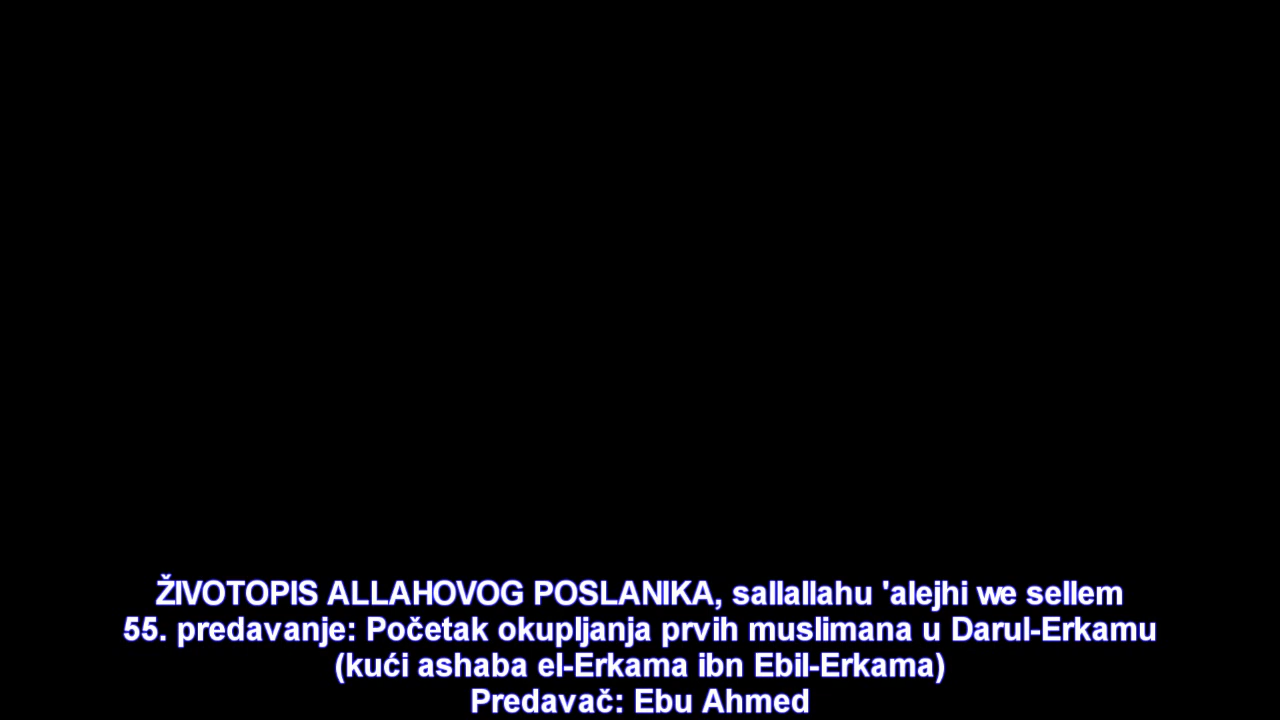 ŽIVOTOPIS ALLAHOVOG POSLANIKA, sallallahu 'alejhi we sellem
55. predavanje: Početak okupljanja prvih muslimana u Darul-Erkamu
(kući ashaba el-Erkama ibn Ebil-Erkama)
Predavač: Ebu Ahmed